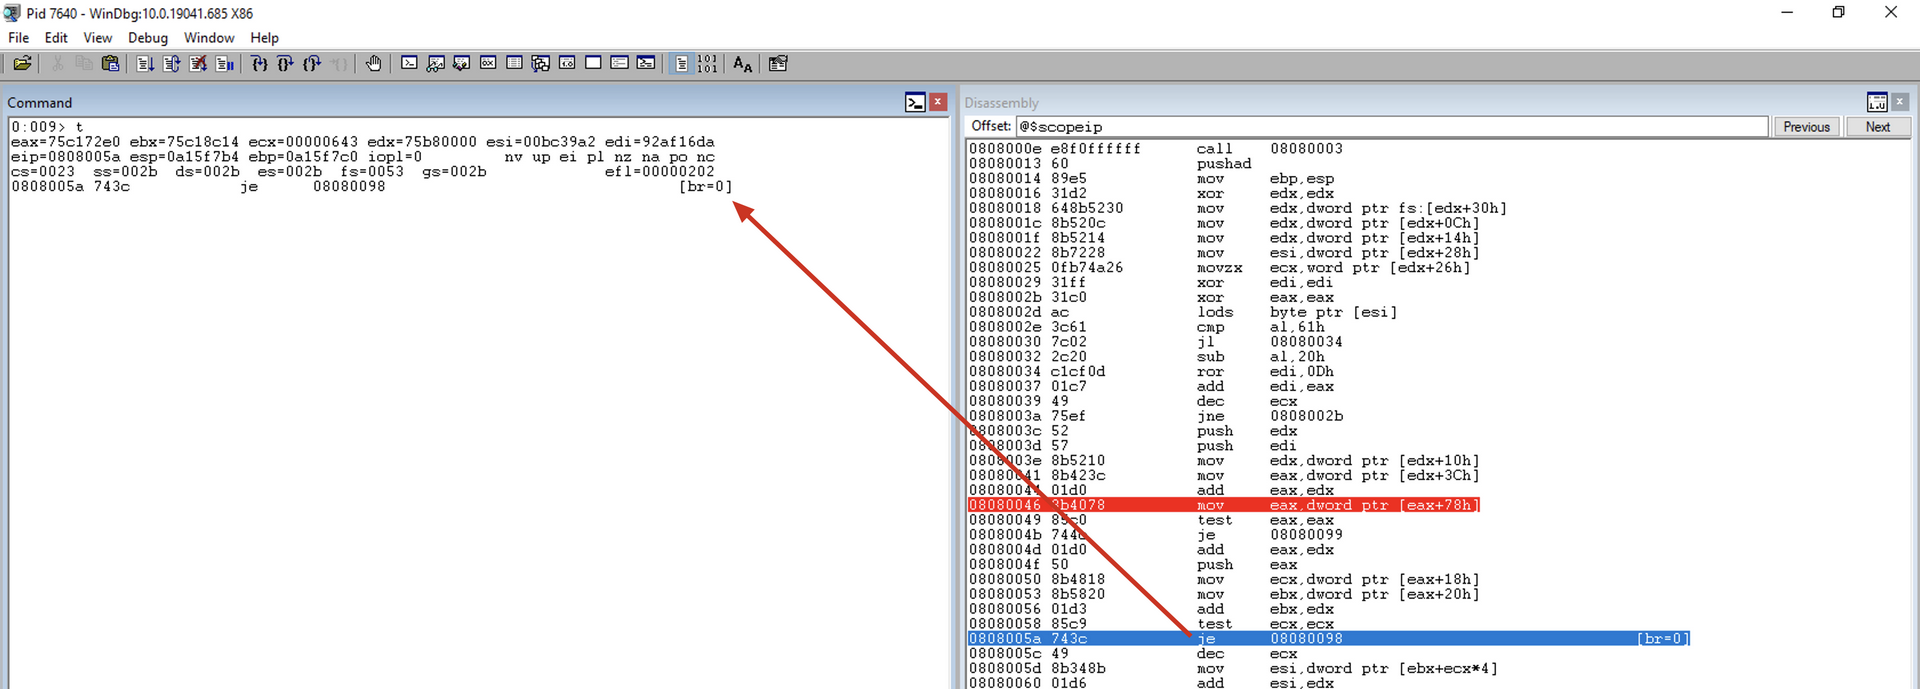 Pid 7640 - WinDbg:10.0.19041.685 X86
File Edit View Debug Window Help
Command
0:009> t
eax=75c172e0 ebx=75c18c14 ecx=00000643 edx=75b80000 esi=00bc39a2 edi=92af16da
eip=0808005a esp=0a15f7b4 ebp=0a15f7c0 iopl=0 nv up ei pl nz na po nc
cs=0023 ss=002b ds=002b es=002b fs=0053 gs=002b efl=00000202
0808005a 743c je 08080098 [br=0]
Disassembly
Offset: @$scopeip Previous Next
0808000e e8f0ffffff call 08080003
08080013 60 pushad
08080014 89e5 mov ebp,esp
08080016 31d2 xor edx,edx
08080018 648b5230 mov edx,dword ptr fs:[edx+30h]
0808001c 8b520c mov edx,dword ptr [edx+0Ch]
0808001f 8b5214 mov edx,dword ptr [edx+14h]
08080022 8b7228 mov esi,dword ptr [edx+28h]
08080025 0fb74a26 movzx ecx,word ptr [edx+26h]
08080029 31ff xor edi,edi
0808002b 31c0 xor eax,eax
0808002d ac lods byte ptr [esi]
0808002e 3c61 cmp al,61h
08080030 7c02 jl 08080034
08080032 2c20 sub al,20h
08080034 c1cf0d ror edi,0Dh
08080037 01c7 add edi,eax
08080039 49 dec ecx
0808003a 75ef jne 0808002b
0808003c 52 push edx
0808003d 57 push edi
0808003e 8b5210 mov edx,dword ptr [edx+10h]
08080041 8b423c mov eax,dword ptr [edx+3Ch]
08080044 01d0 add eax,edx
08080046 8b4078 mov eax,dword ptr [eax+78h]
08080049 85c0 test eax,eax
0808004b je 08080099
0808004d 01d0 add eax,edx
0808004f 50 push eax
08080050 8b4818 mov ecx,dword ptr [eax+18h]
08080053 8b5820 mov ebx,dword ptr [eax+20h]
08080056 01d3 add ebx,edx
08080058 85c9 test ecx,ecx
0808005a 743c je 08080098 [br=0]
0808005c 49 dec ecx
0808005d 8b348b mov esi,dword ptr [ebx+ecx*4]
08080060 01d6 add esi,edx